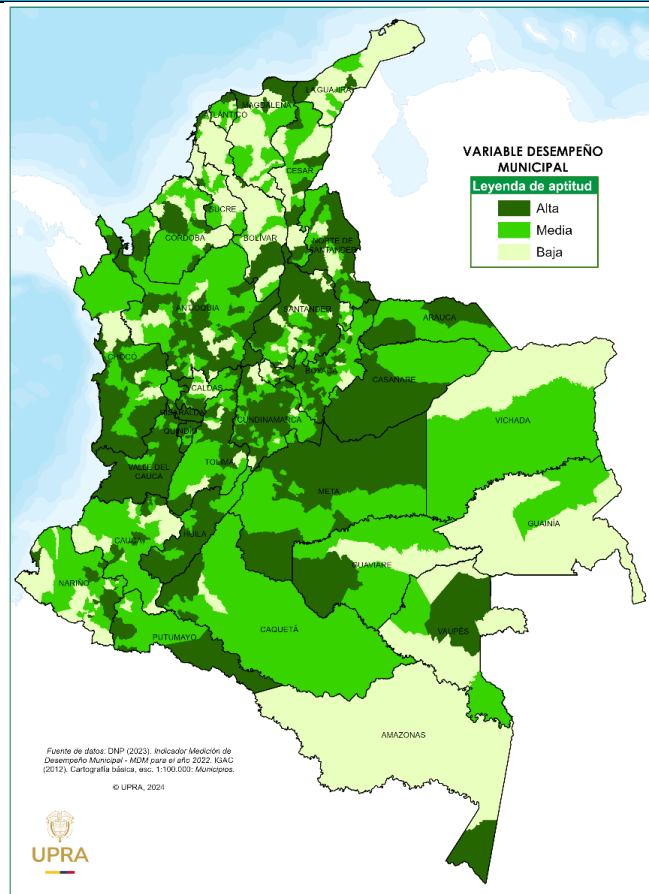 VARIABLE DESEMPEÑO
MUNICIPAL
Leyenda de aptitud
Alta
Media
Baja
LA GUAJIRA
MAGDALENA
ATLÁNTICO
CESAR
SUCRE
CÓRDOBA
BOLÍVAR
NORTE DE
SANTANDER
ANTIOQUIA
SANTANDER
ARAUCA
CHOCÓ
BOYACÁ
CASANARE
CALDAS
RISARALDA
CUNDINAMARCA
VICHADA
QUINDÍO
TOLIMA
VALLE DEL
CAUCA
META
GUAINÍA
CAUCA
HUILA
GUAVIARE
NARIÑO
CAQUETÁ
VAUPÉS
PUTUMAYO
AMAZONAS
Fuente de datos: DNP (2023). Indicador Medición de
Desempeño Municipal - MDM para el año 2022. IGAC
(2012). Cartografía básica, esc. 1:100.000: Municipios.
© UPRA, 2024
UPRA